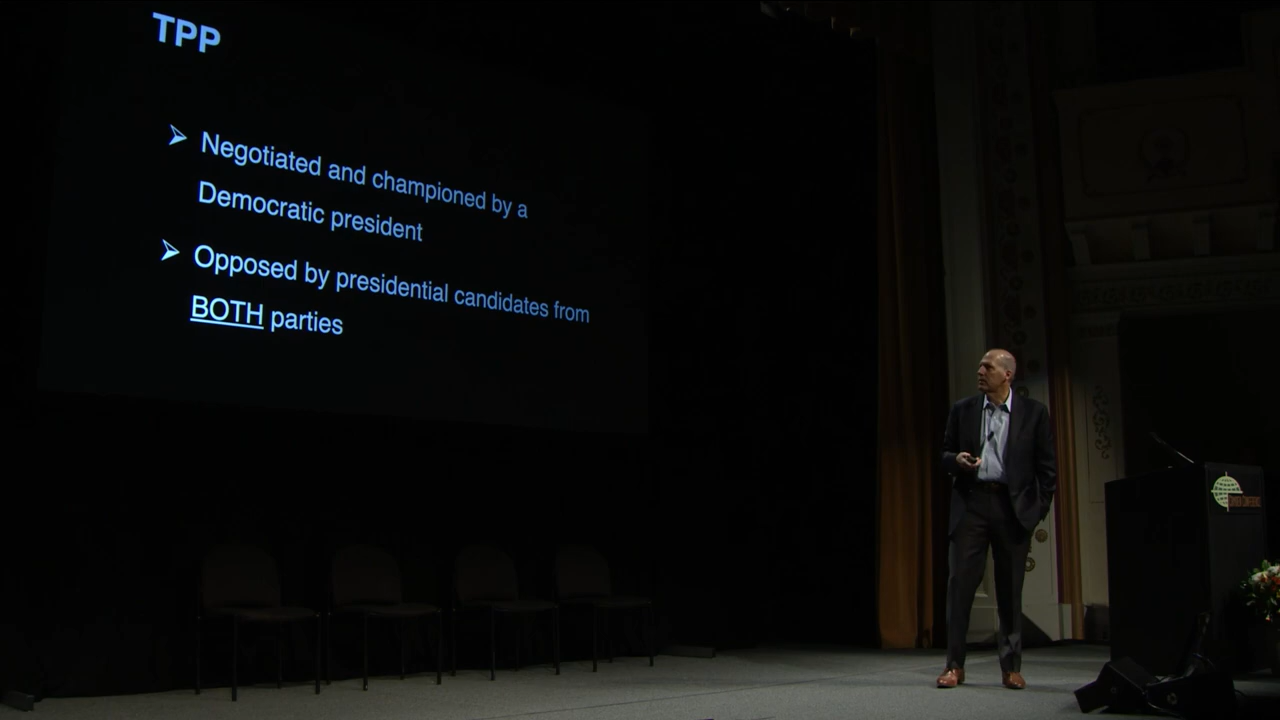 TPP
➢ Negotiated and championed by a
Democratic president
➢ Opposed by presidential candidates from
BOTH parties